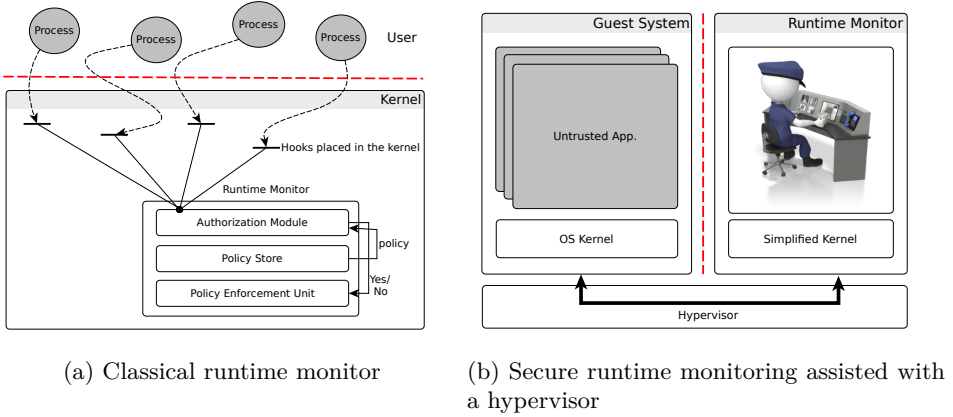 Process
Process
Process
Process
User
Kernel
Hooks placed in the kernel
Runtime Monitor
Authorization Module
policy
Policy Store
Yes/
No
Policy Enforcement Unit
(a) Classical runtime monitor
Guest System
Runtime Monitor
Untrusted App.
OS Kernel
Simplified Kernel
Hypervisor
(b) Secure runtime monitoring assisted with
a hypervisor